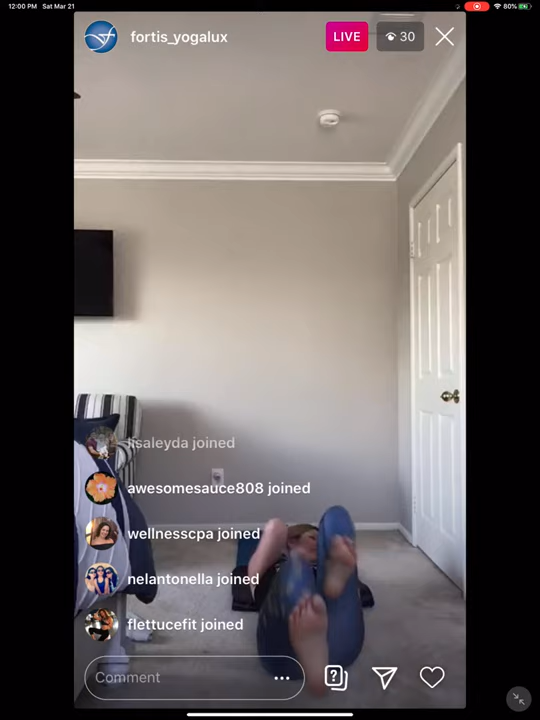 12:00 PM Sat Mar 21
80%
fortis_yogalux
LIVE
30
lisaleyda joined
awesomesauce808 joined
wellnesscpa joined
nelantonella joined
flettucefit joined
Comment
?